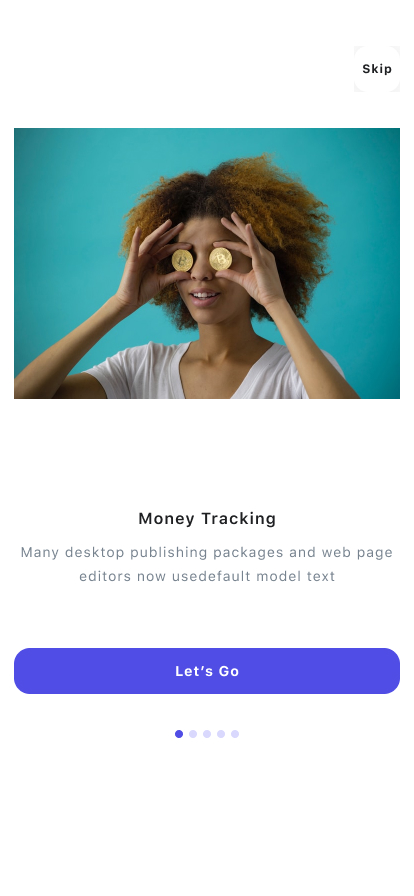 Skip
Money Tracking
Many desktop publishing packages and web page
editors now usedefault model text
Let’s Go